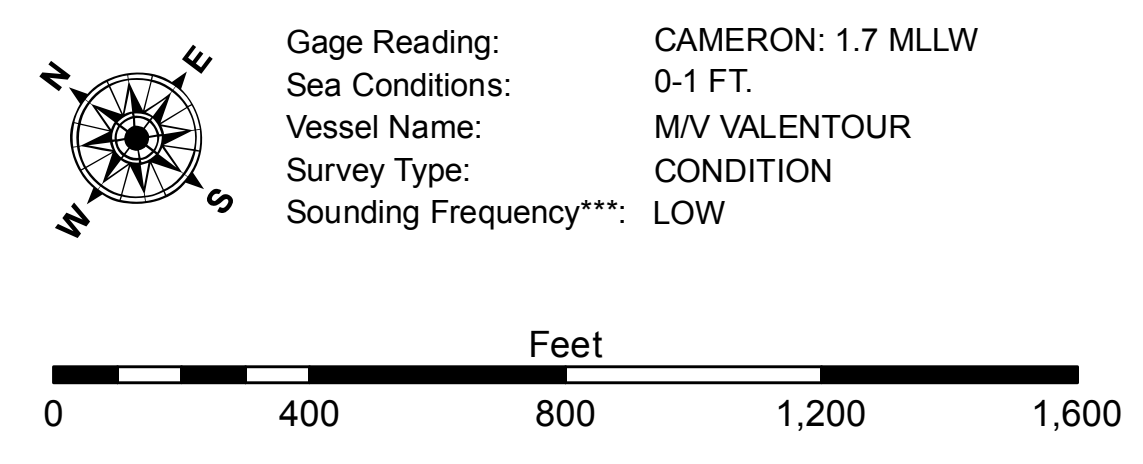 N
E
W
S
Gage Reading: CAMERON: 1.7 MLLW
Sea Conditions: 0-1 FT.
Vessel Name: M/V VALENTOUR
Survey Type: CONDITION
Sounding Frequency***: LOW
Feet
0 400 800 1,200 1,600